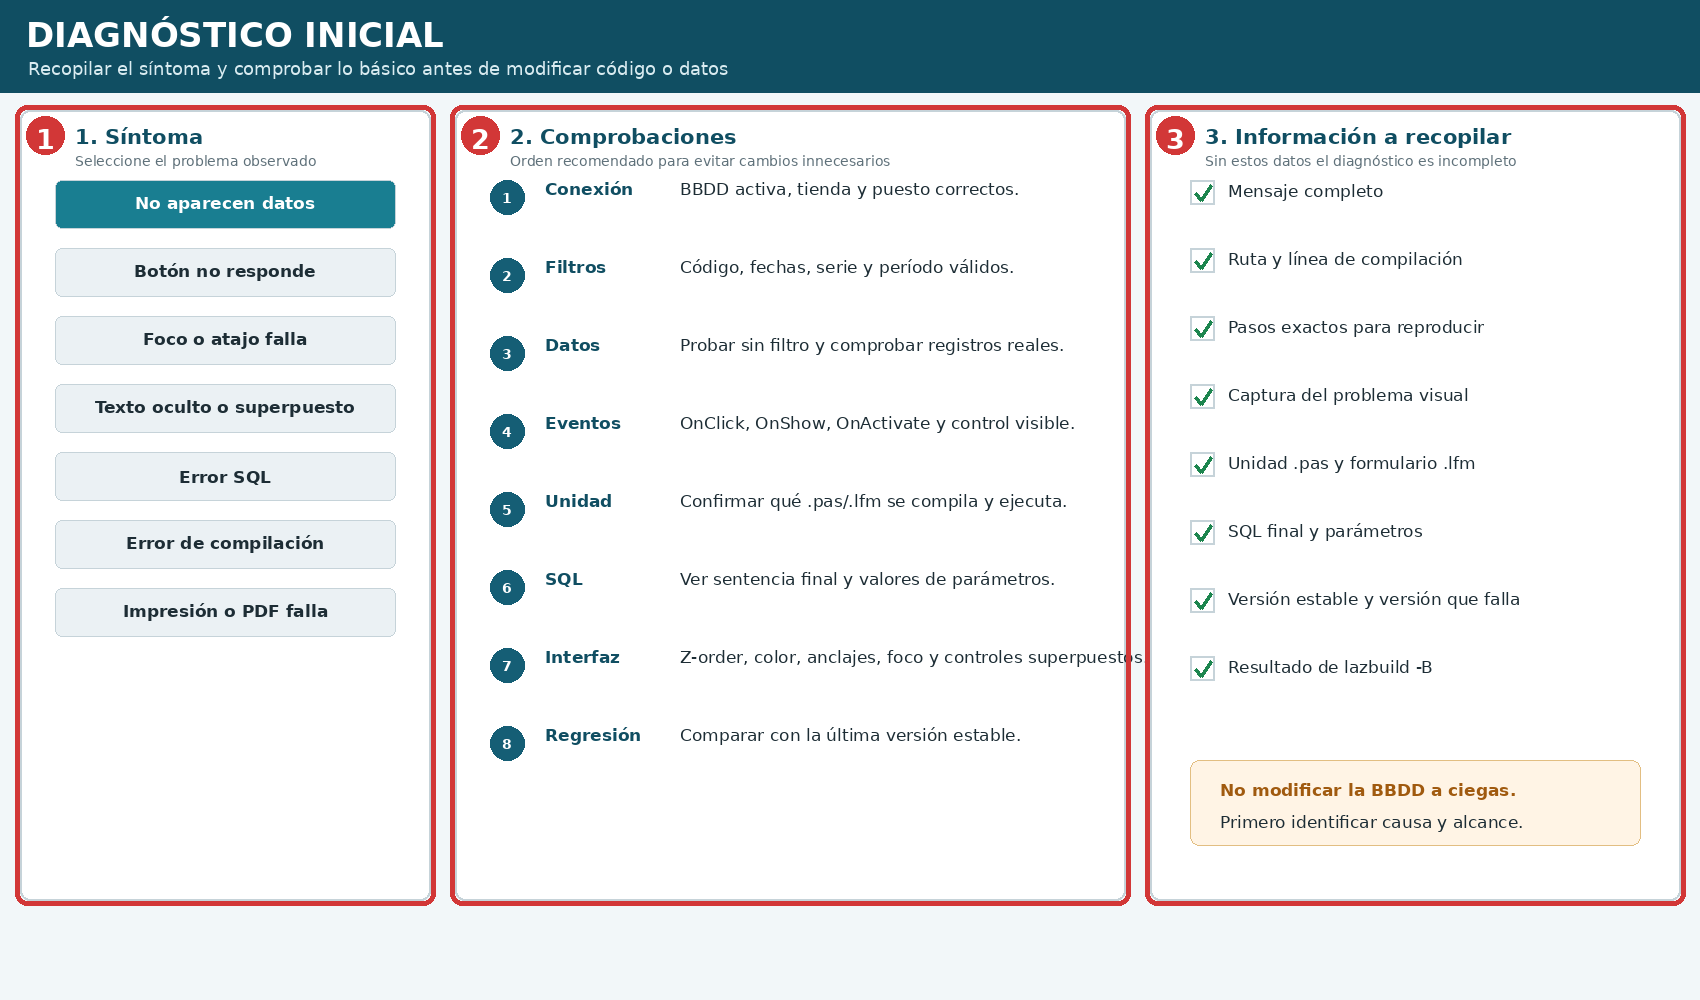 DIAGNÓSTICO INICIAL
Recopilar el síntoma y comprobar lo básico antes de modificar código o datos
1
1. Síntoma
Seleccione el problema observado
No aparecen datos
Botón no responde
Foco o atajo falla
Texto oculto o superpuesto
Error SQL
Error de compilación
Impresión o PDF falla
2
2. Comprobaciones
Orden recomendado para evitar cambios innecesarios
1 Conexión BBDD activa, tienda y puesto correctos.
2 Filtros Código, fechas, serie y período válidos.
3 Datos Probar sin filtro y comprobar registros reales.
4 Eventos OnClick, OnShow, OnActivate y control visible.
5 Unidad Confirmar qué .pas/.lfm se compila y ejecuta.
6 SQL Ver sentencia final y valores de parámetros.
7 Interfaz Z-order, color, anclajes, foco y controles superpuestos.
8 Regresión Comparar con la última versión estable.
3
3. Información a recopilar
Sin estos datos el diagnóstico es incompleto
Mensaje completo
Ruta y línea de compilación
Pasos exactos para reproducir
Captura del problema visual
Unidad .pas y formulario .lfm
SQL final y parámetros
Versión estable y versión que falla
Resultado de lazbuild -B
No modificar la BBDD a ciegas.
Primero identificar causa y alcance.